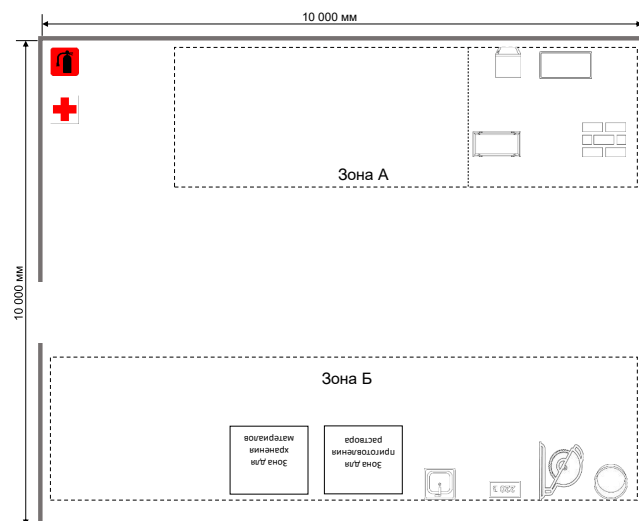 10 000 мм
10 000 мм
Зона А
Зона Б
Зона для
хранения
материалов
Зона для
приготовления
раствора